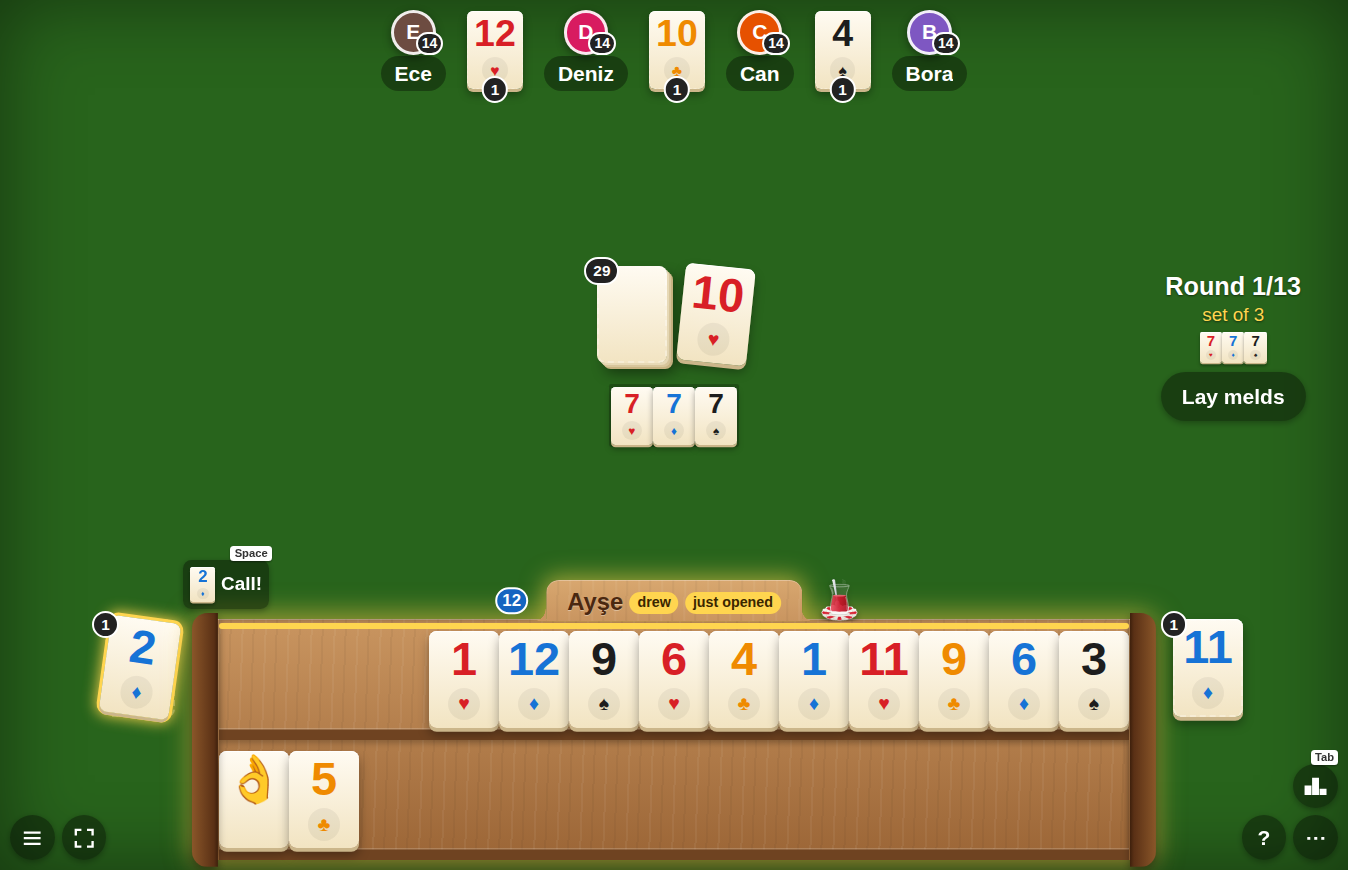 E 14 12 ♥ 1 D 14 10 ♣ 1 C 14 4 ♠ 1 B 14
Ece Deniz Can Bora
29 10 ♥
Round 1/13
set of 3
7 ♥ 7 ♦ 7 ♠
Lay melds
7 ♥ 7 ♦ 7 ♠
Space
2 ♦ Call!
12 Ayşe drew just opened
1 2 ♦
1 ♥ 12 ♦ 9 ♠ 6 ♥ 4 ♣ 1 ♦ 11 ♥ 9 ♣ 6 ♦ 3 ♠
1 11 ♦
5 ♣
Tab
?